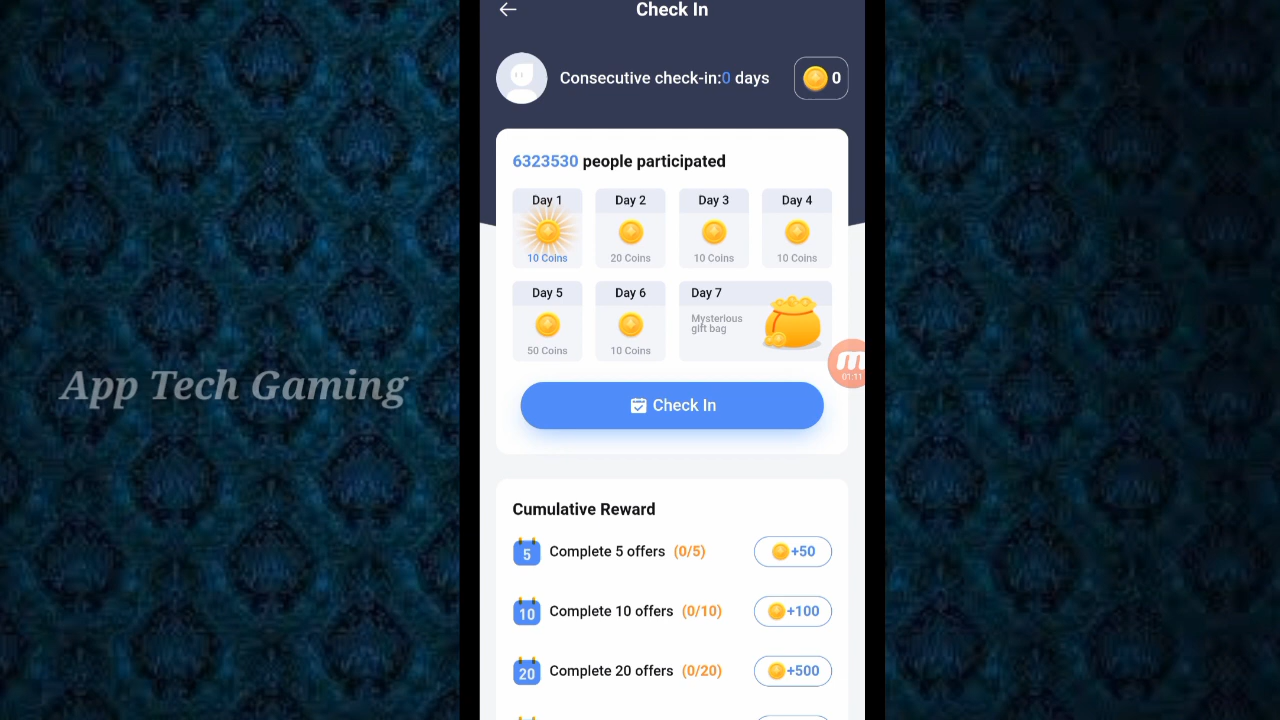 Check In
Consecutive check-in:0 days
0
6323530 people participated
Day 1
Day 2
Day 3
Day 4
10 Coins
20 Coins
10 Coins
10 Coins
Day 5
Day 6
Day 7
Mysterious
gift bag
50 Coins
10 Coins
01:11
App Tech Gaming
Check In
Cumulative Reward
5
Complete 5 offers (0/5)
+50
10
Complete 10 offers (0/10)
+100
20
Complete 20 offers (0/20)
+500